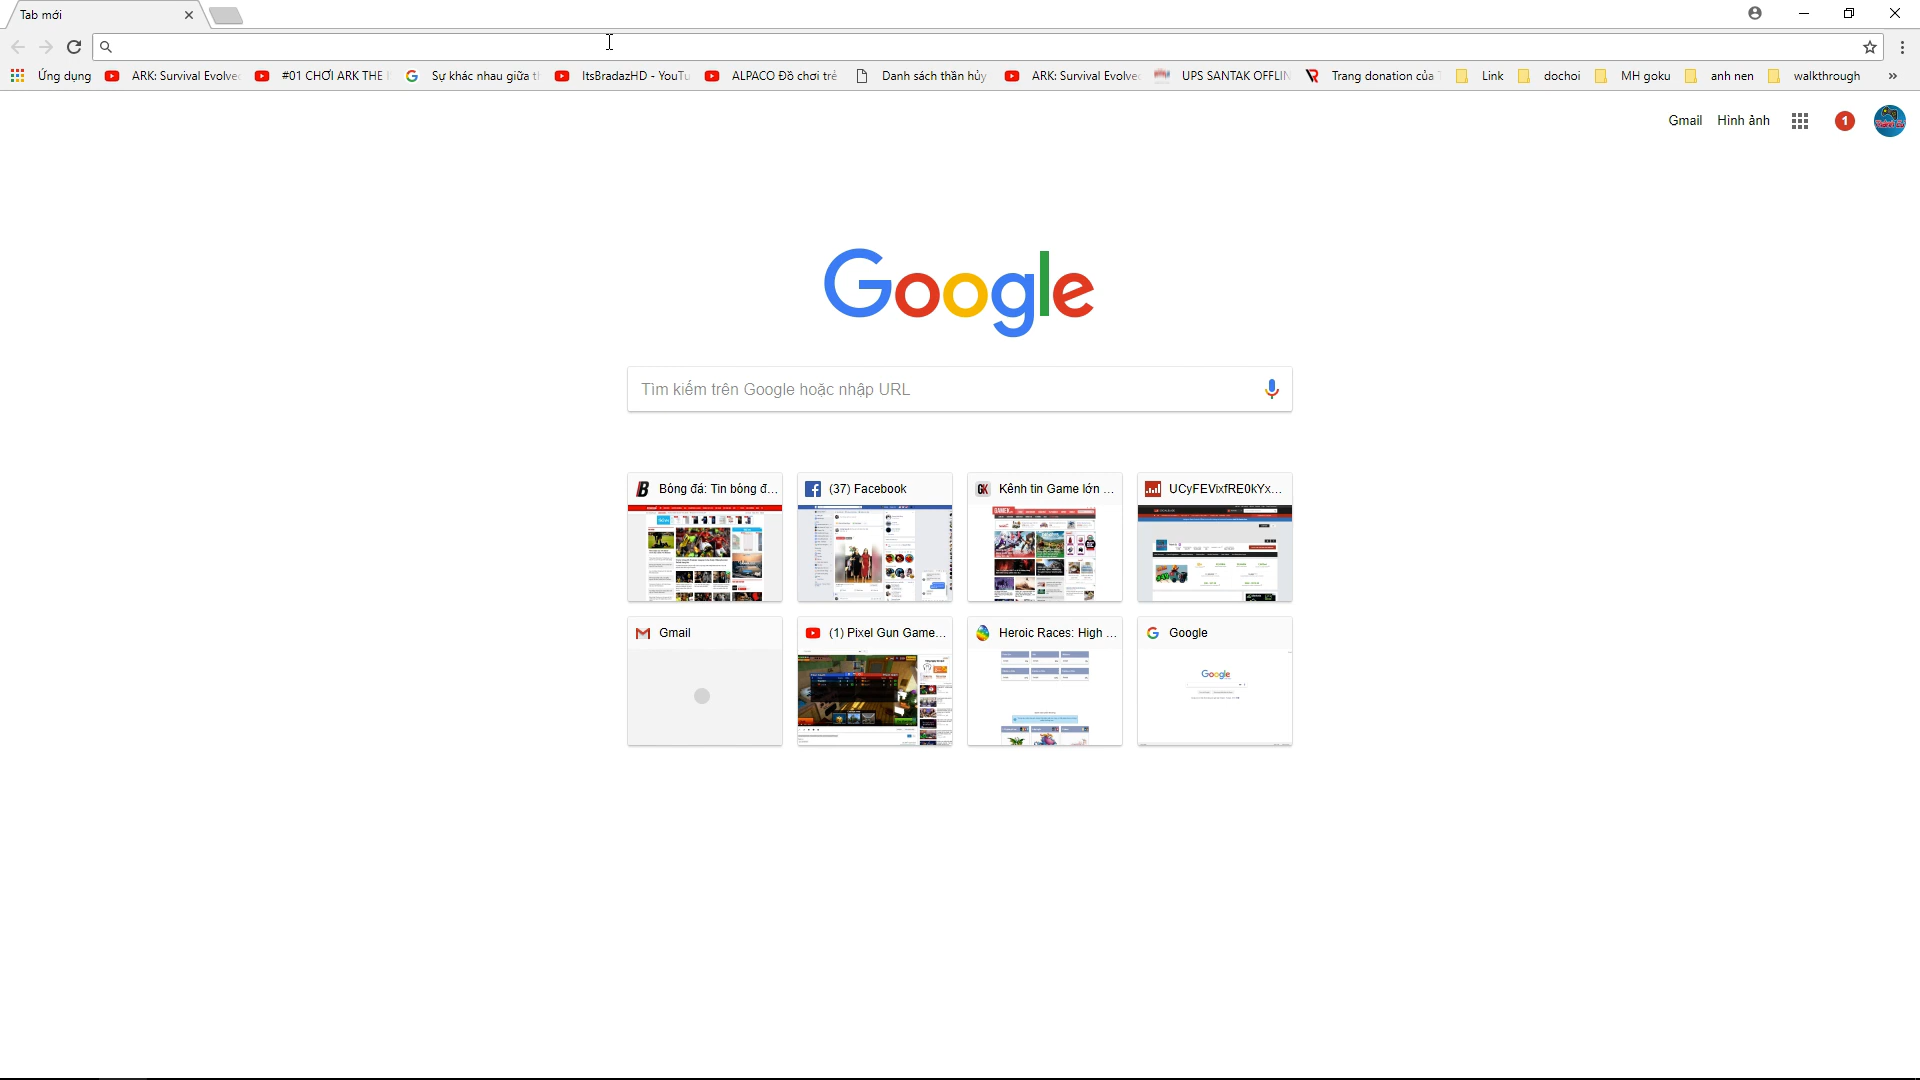 Tab mới
Ứng dụng ARK: Survival Evolve #01 CHƠI ARK THE Sự khác nhau giữa ItsBradazHD - YouTu ALPACO Đồ chơi trẻ Danh sách thần hủy ARK: Survival Evolve UPS SANTAK OFFLIN Trang donation của Link dochoi MH goku anh nen walkthrough »
Gmail Hình ảnh 1
Google
Tìm kiếm trên Google hoặc nhập URL
Bóng đá: Tin bóng đ... (37) Facebook Kênh tin Game lớn ... UCyFEVixfRE0kYx...
Gmail (1) Pixel Gun Game... Heroic Races: High ... Google
Google